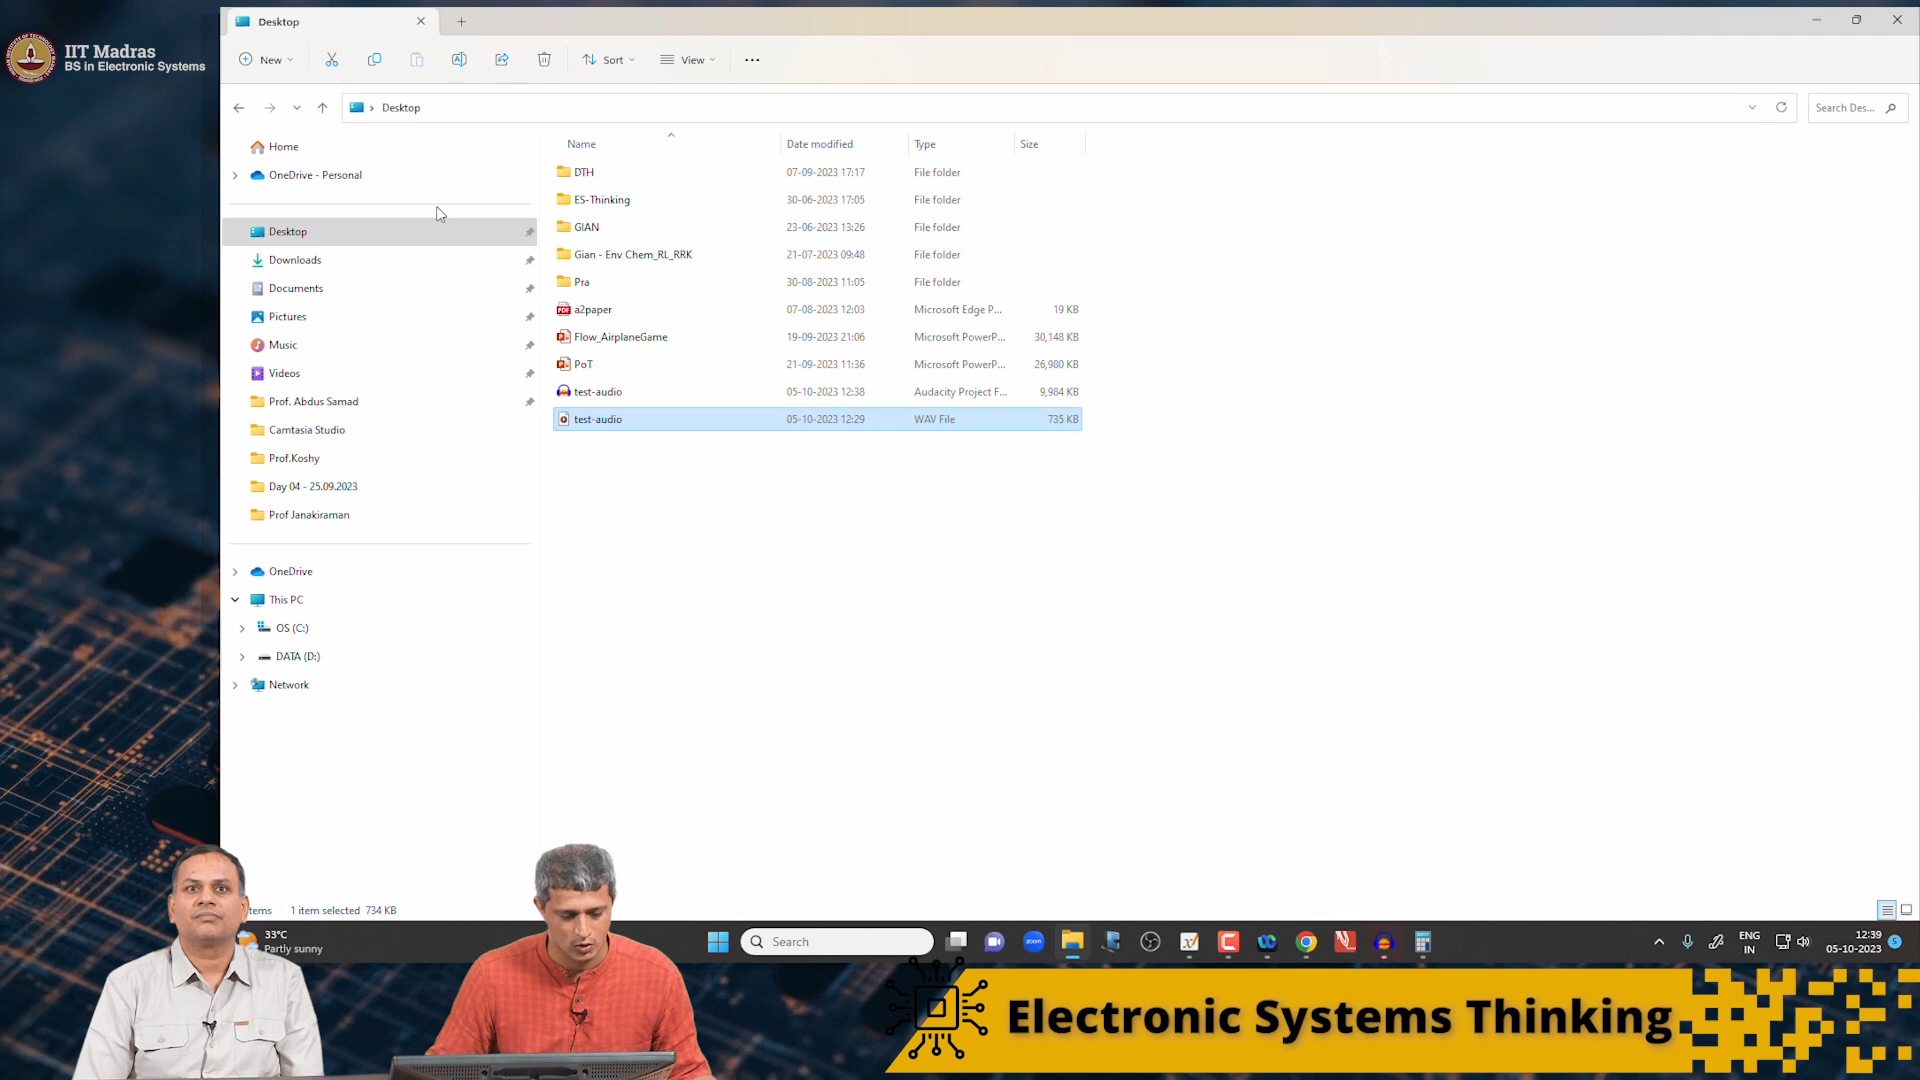 IIT Madras
BS in Electronic Systems
Desktop
New
Sort
View
Desktop
Search Des...
Home
OneDrive - Personal
Desktop
Downloads
Documents
Pictures
Music
Videos
Prof. Abdus Samad
Camtasia Studio
Prof.Koshy
Day 04 - 25.09.2023
Prof Janakiraman
OneDrive
This PC
OS (C:)
DATA (D:)
Network
Name Date modified Type Size
DTH 07-09-2023 17:17 File folder
ES-Thinking 30-06-2023 17:05 File folder
GIAN 23-06-2023 13:26 File folder
Gian - Env Chem_RL_RRK 21-07-2023 09:48 File folder
Pra 30-08-2023 11:05 File folder
a2paper 07-08-2023 12:03 Microsoft Edge P... 19 KB
Flow_AirplaneGame 19-09-2023 21:06 Microsoft PowerP... 30,148 KB
PoT 21-09-2023 11:36 Microsoft PowerP... 26,980 KB
test-audio 05-10-2023 12:38 Audacity Project F... 9,984 KB
test-audio 05-10-2023 12:29 WAV File 735 KB
1 item selected 734 KB
33°C
Partly sunny
Search
zoom
ENG
IN
12:39
05-10-2023
5
Electronic Systems Thinking